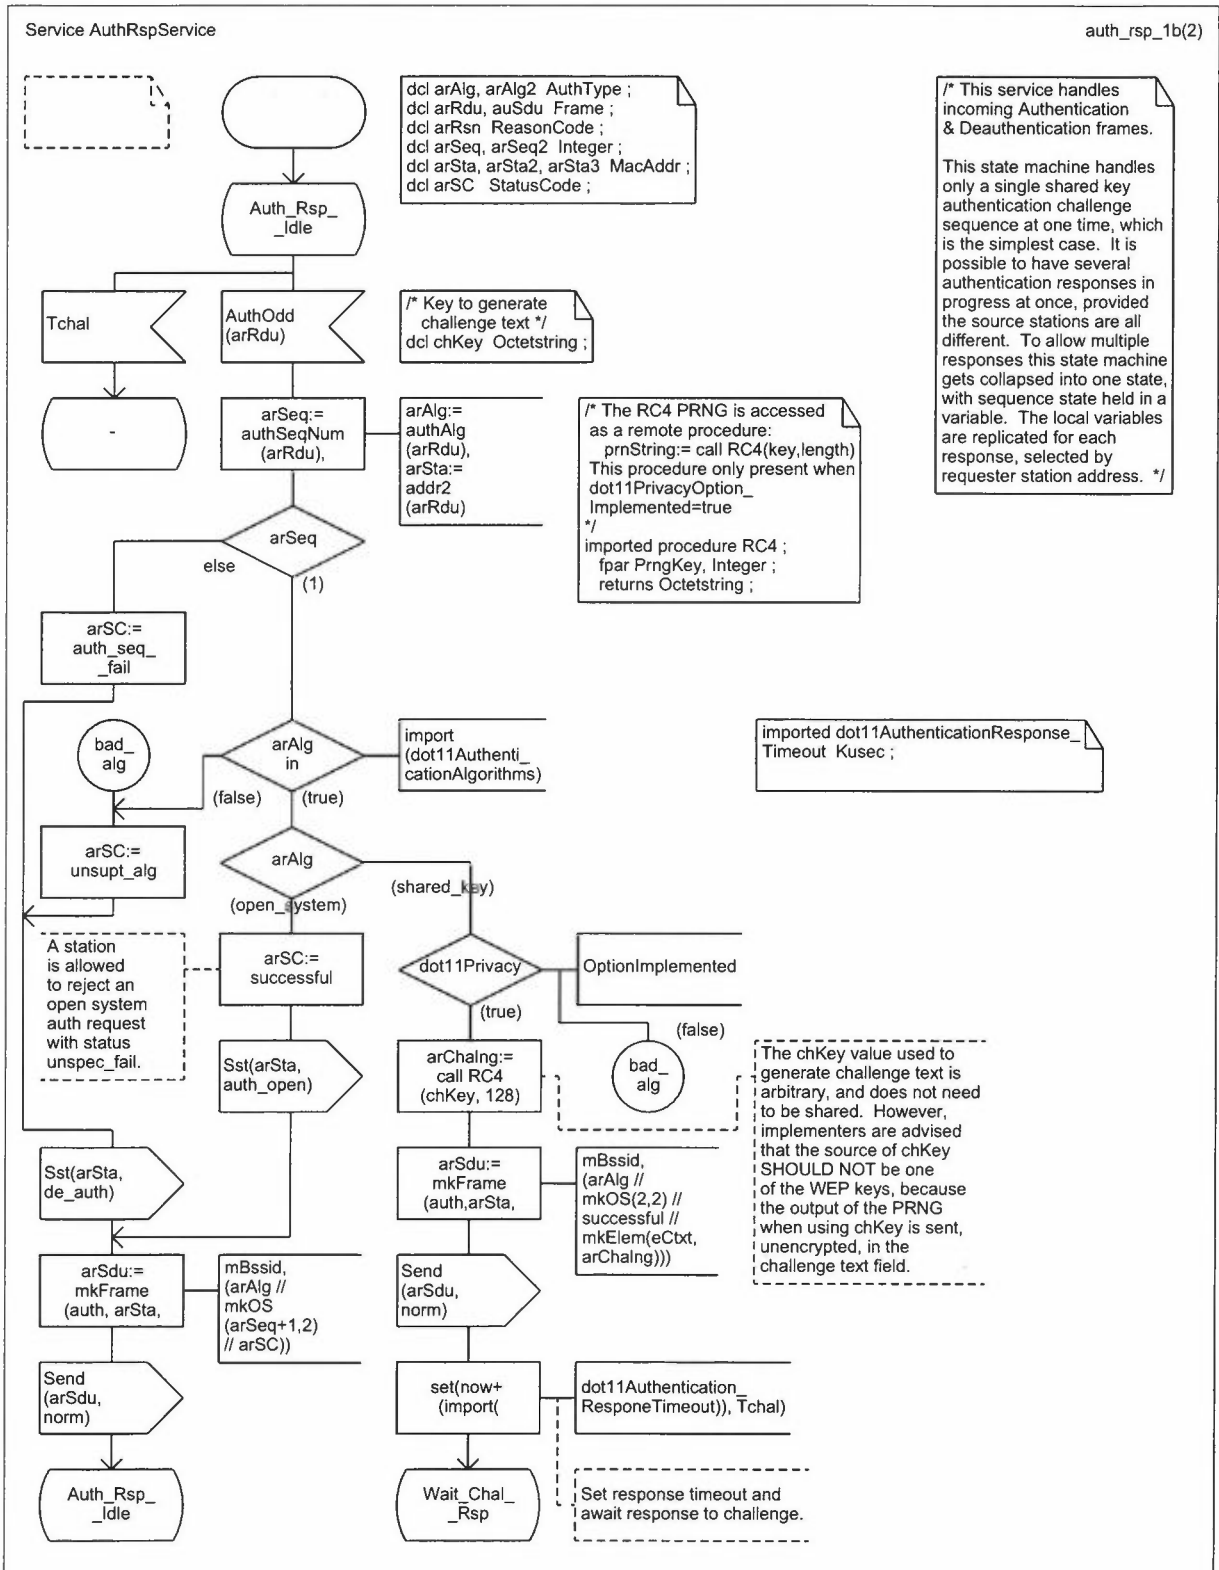 Service AuthRspService
auth_rsp_1b(2)
dcl arAlg, arAlg2 AuthType ;
dcl arRdu, auSdu Frame ;
dcl arRsn ReasonCode ;
dcl arSeq, arSeq2 Integer ;
dcl arSta, arSta2, arSta3 MacAddr ;
dcl arSC StatusCode ;
/* This service handles
incoming Authentication
& Deauthentication frames.
This state machine handles
only a single shared key
authentication challenge
sequence at one time, which
is the simplest case. It is
possible to have several
authentication responses in
progress at once, provided
the source stations are all
different. To allow multiple
responses this state machine
gets collapsed into one state,
with sequence state held in a
variable. The local variables
are replicated for each
response, selected by
requester station address. */
Auth_Rsp_
_Idle
Tchal
AuthOdd
(arRdu)
/* Key to generate
challenge text */
dcl chKey Octetstring ;
-
arSeq:=
authSeqNum
(arRdu),
arAlg:=
authAlg
(arRdu),
arSta:=
addr2
(arRdu)
/* The RC4 PRNG is accessed
as a remote procedure:
prnString:= call RC4(key,length)
This procedure only present when
dot11PrivacyOption_
Implemented=true
*/
imported procedure RC4 ;
fpar PrngKey, Integer ;
returns Octetstring ;
arSeq
else
(1)
arSC:=
auth_seq_
_fail
bad_
alg
arAlg
in
import
(dot11Authenti_
cationAlgorithms)
imported dot11AuthenticationResponse_
Timeout Kusec ;
(false)
(true)
arSC:=
unsupt_alg
arAlg
(shared_key)
(open_system)
A station
is allowed
to reject an
open system
auth request
with status
unspec_fail.
arSC:=
successful
dot11Privacy
OptionImplemented
(true)
(false)
Sst(arSta,
auth_open)
arChalng:=
call RC4
(chKey, 128)
bad_
alg
The chKey value used to
generate challenge text is
arbitrary, and does not need
to be shared. However,
implementers are advised
that the source of chKey
SHOULD NOT be one
of the WEP keys, because
the output of the PRNG
when using chKey is sent,
unencrypted, in the
challenge text field.
Sst(arSta,
de_auth)
arSdu:=
mkFrame
(auth,arSta,
mBssid,
(arAlg //
mkOS(2,2) //
successful //
mkElem(eCtxt,
arChalng)))
arSdu:=
mkFrame
(auth, arSta,
mBssid,
(arAlg //
mkOS
(arSeq+1,2)
// arSC))
Send
(arSdu,
norm)
Send
(arSdu,
norm)
set(now+
(import(
dot11Authentication_
ResponeTimeout)), Tchal)
Auth_Rsp_
_Idle
Wait_Chal_
_Rsp
Set response timeout and
await response to challenge.